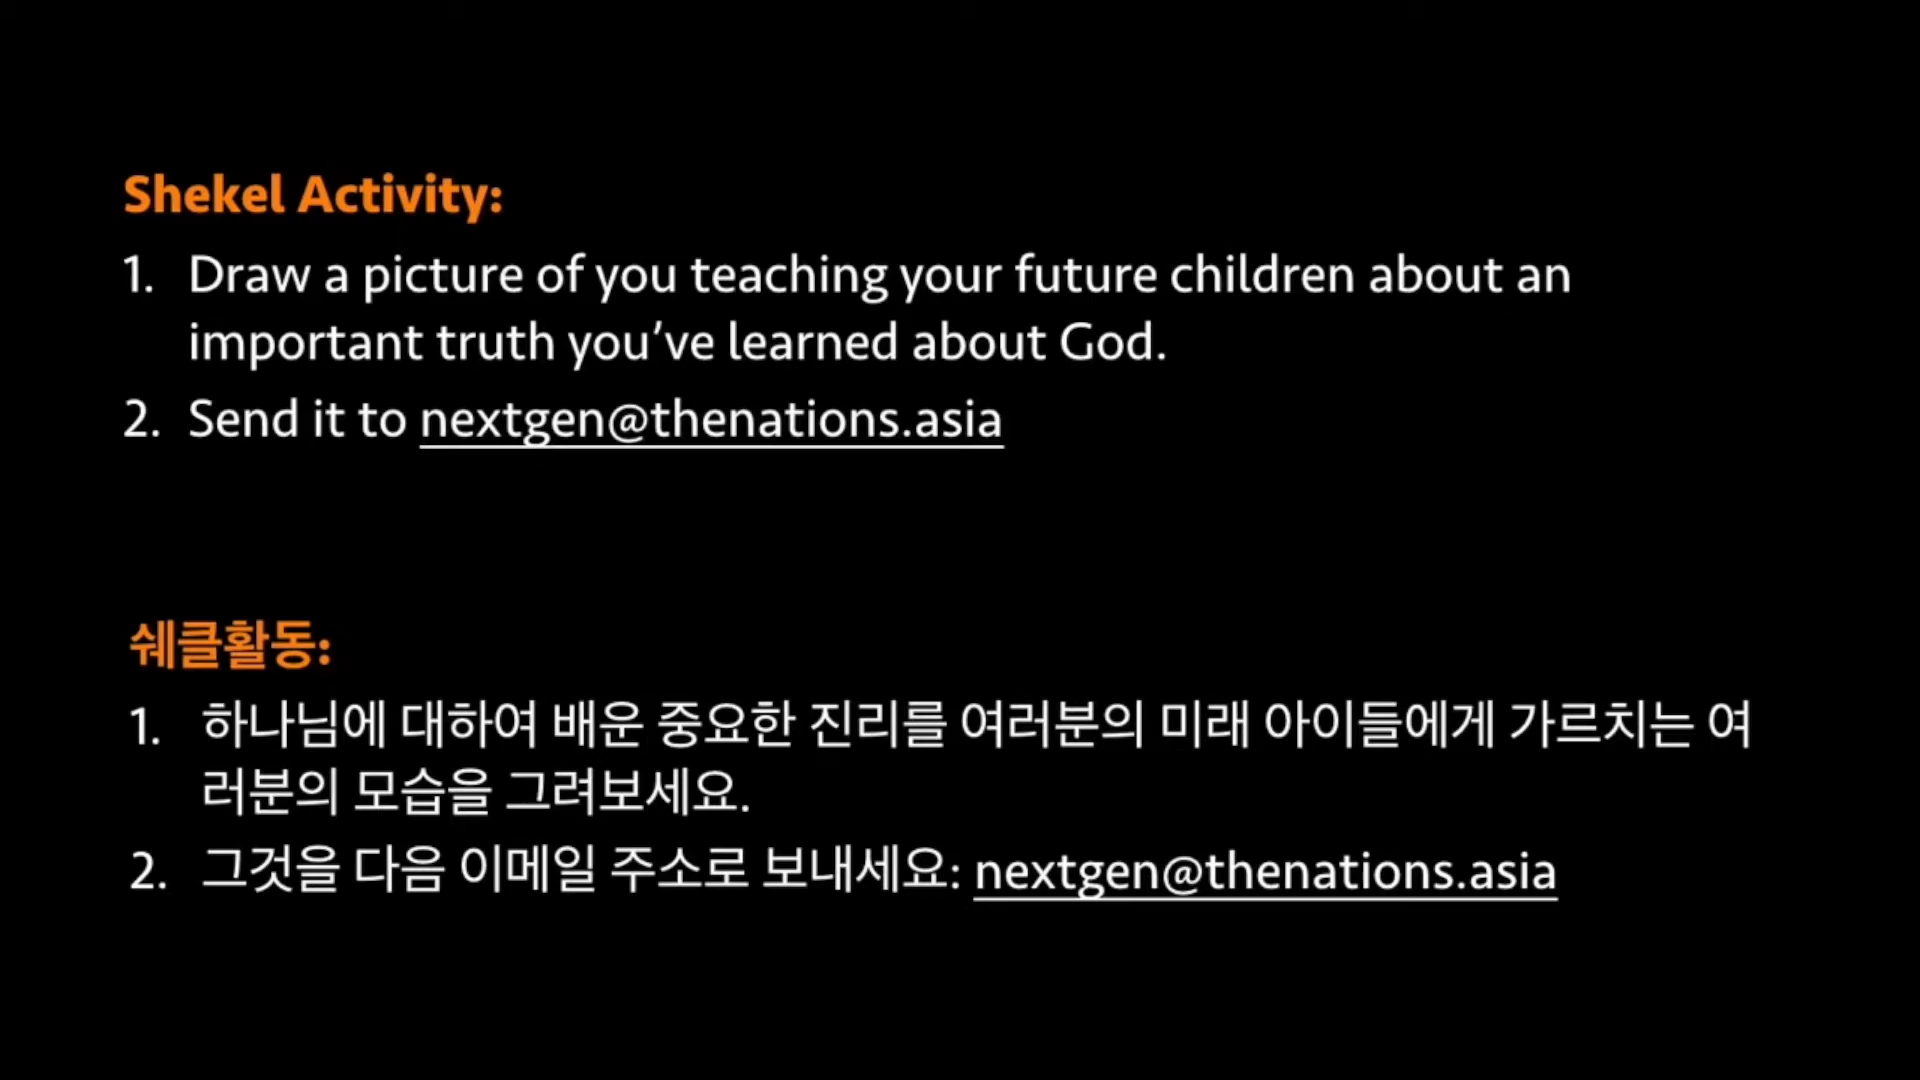 Shekel Activity:
1. Draw a picture of you teaching your future children about an
important truth you’ve learned about God.
2. Send it to nextgen@thenations.asia
쉐클활동:
1. 하나님에 대하여 배운 중요한 진리를 여러분의 미래 아이들에게 가르치는 여
러분의 모습을 그려보세요.
2. 그것을 다음 이메일 주소로 보내세요: nextgen@thenations.asia